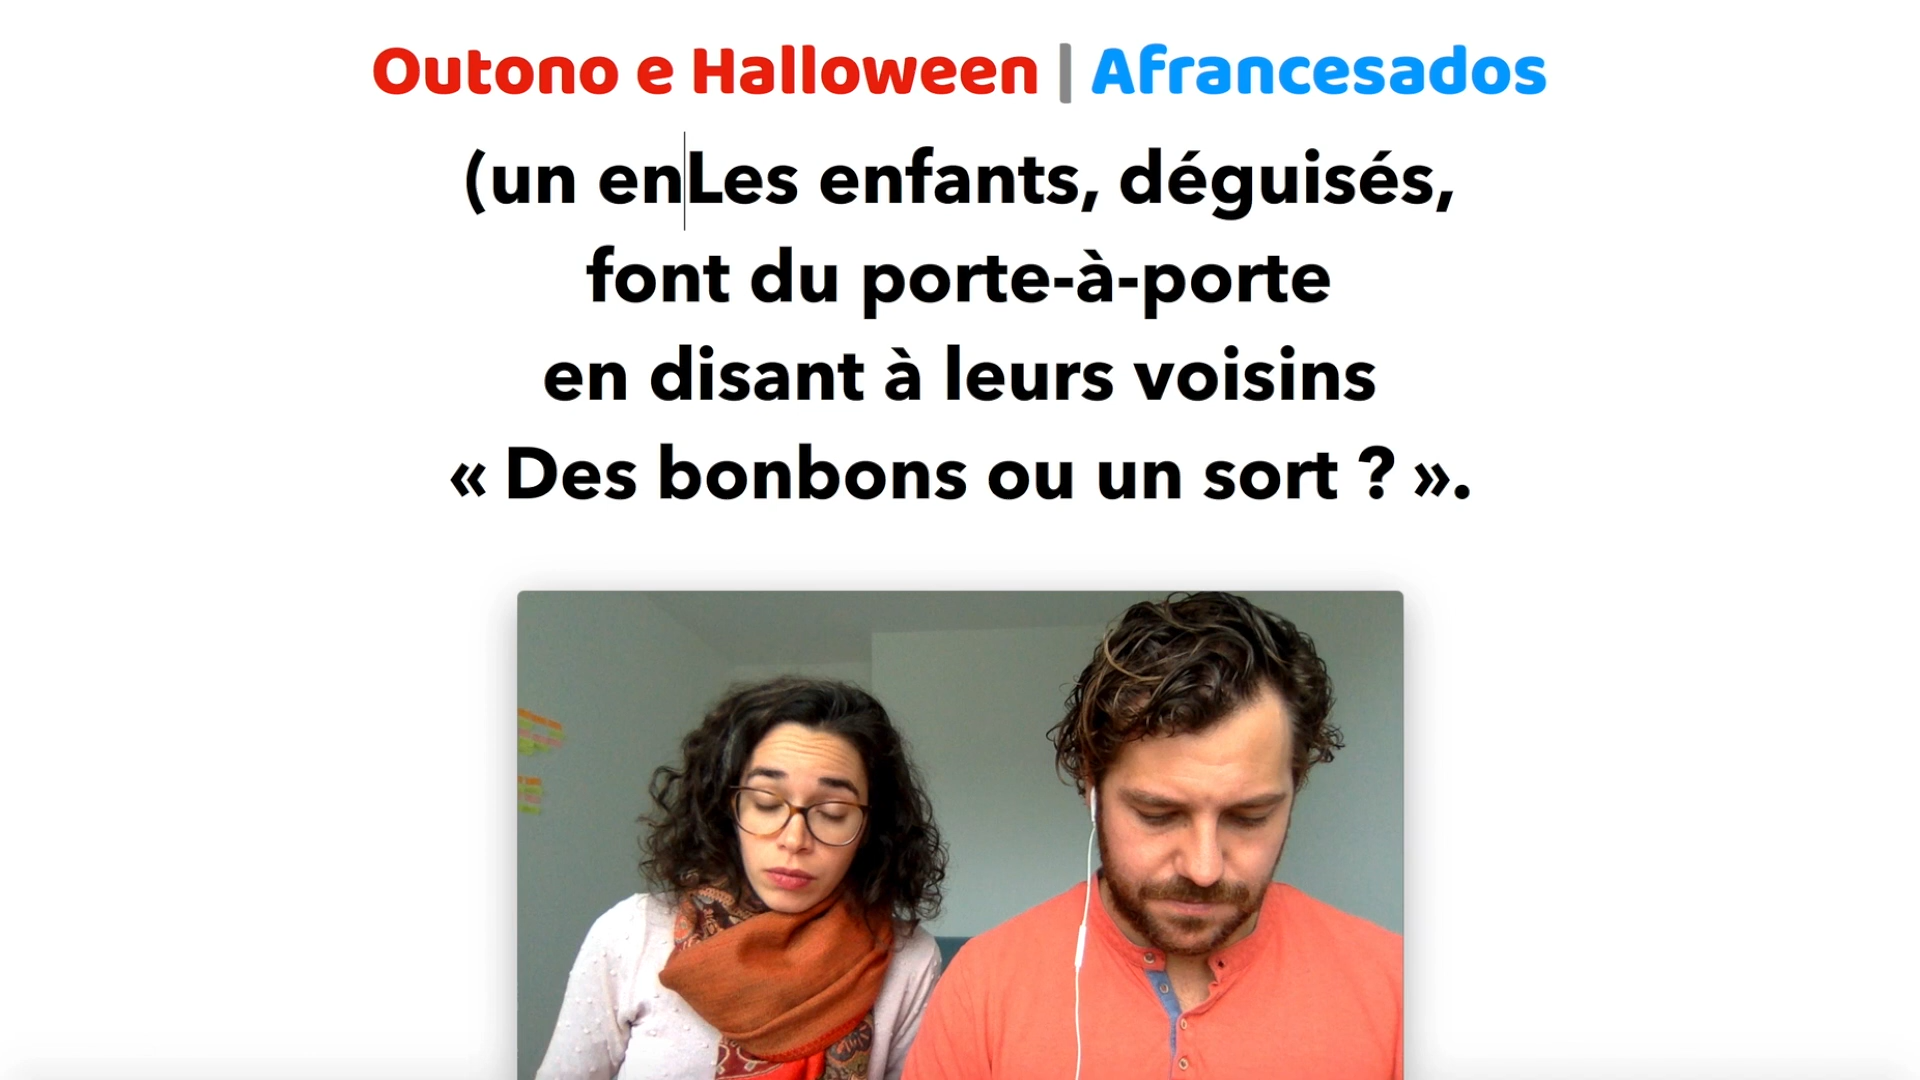 Outono e Halloween | Afrancesados
(un enLes enfants, déguisés,
font du porte-à-porte
en disant à leurs voisins
« Des bonbons ou un sort ? ».